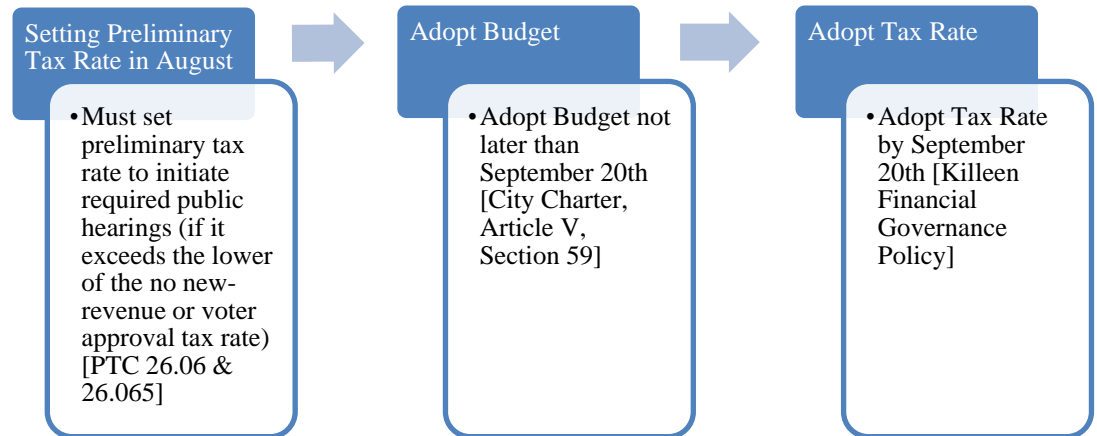 Setting Preliminary
Tax Rate in August
•Must set
preliminary tax
rate to initiate
required public
hearings (if it
exceeds the lower
of the no new-
revenue or voter
approval tax rate)
[PTC 26.06 &
26.065]
Adopt Budget
•Adopt Budget not
later than
September 20th
[City Charter,
Article V,
Section 59]
Adopt Tax Rate
•Adopt Tax Rate
by September
20th [Killeen
Financial
Governance
Policy]